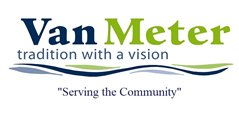 Van Meter
tradition with a vision
"Serving the Community"